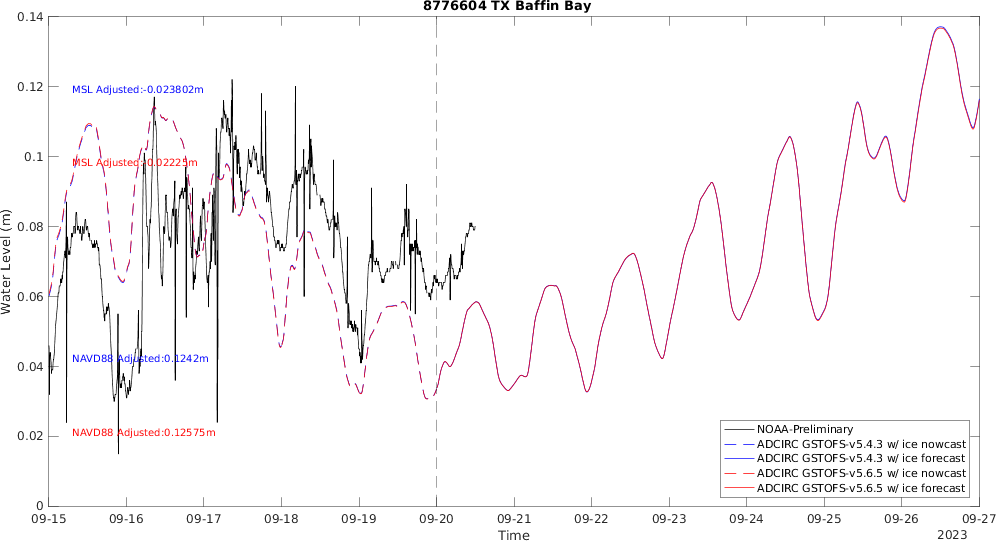 8776604 TX Baffin Bay
0.14
0.12
0.1
0.08
0.06
0.04
0.02
0
Water Level (m)
MSL Adjusted:-0.023802m
MSL Adjusted:-0.02225m
NAVD88 Adjusted:0.1242m
NAVD88 Adjusted:0.12575m
NOAA-Preliminary
ADCIRC GSTOFS-v5.4.3 w/ ice nowcast
ADCIRC GSTOFS-v5.4.3 w/ ice forecast
ADCIRC GSTOFS-v5.6.5 w/ ice nowcast
ADCIRC GSTOFS-v5.6.5 w/ ice forecast
09-15 09-16 09-17 09-18 09-19 09-20 09-21 09-22 09-23 09-24 09-25 09-26 09-27
Time
2023